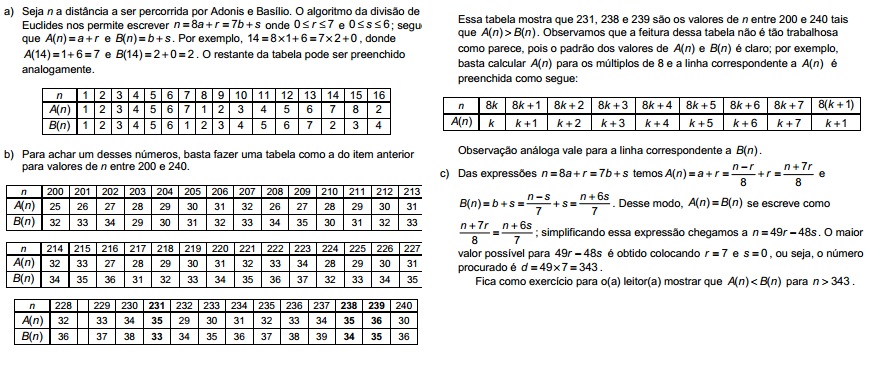 a) Seja n a distância a ser percorrida por Adonis e Basílio. O algoritmo da divisão de
Euclides nos permite escrever n = 8a + r = 7b + s onde 0 ≤ r ≤ 7 e 0 ≤ s ≤ 6; segu
que A(n) = a + r e B(n) = b + s. Por exemplo, 14 = 8 × 1 + 6 = 7 × 2 + 0, donde
A(14) = 1 + 6 = 7 e B(14) = 2 + 0 = 2. O restante da tabela pode ser preenchido
analogamente.
n 1 2 3 4 5 6 7 8 9 10 11 12 13 14 15 16
A(n) 1 2 3 4 5 6 7 1 2 3 4 5 6 7 8 2
B(n) 1 2 3 4 5 6 1 2 3 4 5 6 7 2 3 4
b) Para achar um desses números, basta fazer uma tabela como a do item anterior
para valores de n entre 200 e 240.
n 200 201 202 203 204 205 206 207 208 209 210 211 212 213
A(n) 25 26 27 28 29 30 31 32 26 27 28 29 30 31
B(n) 32 33 34 29 30 31 32 33 34 35 30 31 32 33
n 214 215 216 217 218 219 220 221 222 223 224 225 226 227
A(n) 32 33 27 28 29 30 31 32 33 34 28 29 30 31
B(n) 34 35 36 31 32 33 34 35 36 37 32 33 34 35
n 228 229 230 231 232 233 234 235 236 237 238 239 240
A(n) 32 33 34 35 29 30 31 32 33 34 35 36 30
B(n) 36 37 38 33 34 35 36 37 38 39 34 35 36
Essa tabela mostra que 231, 238 e 239 são os valores de n entre 200 e 240 tais
que A(n) > B(n). Observamos que a feitura dessa tabela não é tão trabalhosa
como parece, pois o padrão dos valores de A(n) e B(n) é claro; por exemplo,
basta calcular A(n) para os múltiplos de 8 e a linha correspondente a A(n) é
preenchida como segue:
n 8k 8k + 1 8k + 2 8k + 3 8k + 4 8k + 5 8k + 6 8k + 7 8(k + 1)
A(n) k k + 1 k + 2 k + 3 k + 4 k + 5 k + 6 k + 7 k + 1
Observação análoga vale para a linha correspondente a B(n).
c) Das expressões n = 8a + r = 7b + s temos A(n) = a + r = (n − r)/8 + r = (n + 7r)/8 e
B(n) = b + s = (n − s)/7 + s = (n + 6s)/7. Desse modo, A(n) = B(n) se escreve como
(n + 7r)/8 = (n + 6s)/7; simplificando essa expressão chegamos a n = 49r − 48s. O maior
valor possível para 49r − 48s é obtido colocando r = 7 e s = 0, ou seja, o número
procurado é d = 49 × 7 = 343.
Fica como exercício para o(a) leitor(a) mostrar que A(n) < B(n) para n > 343.